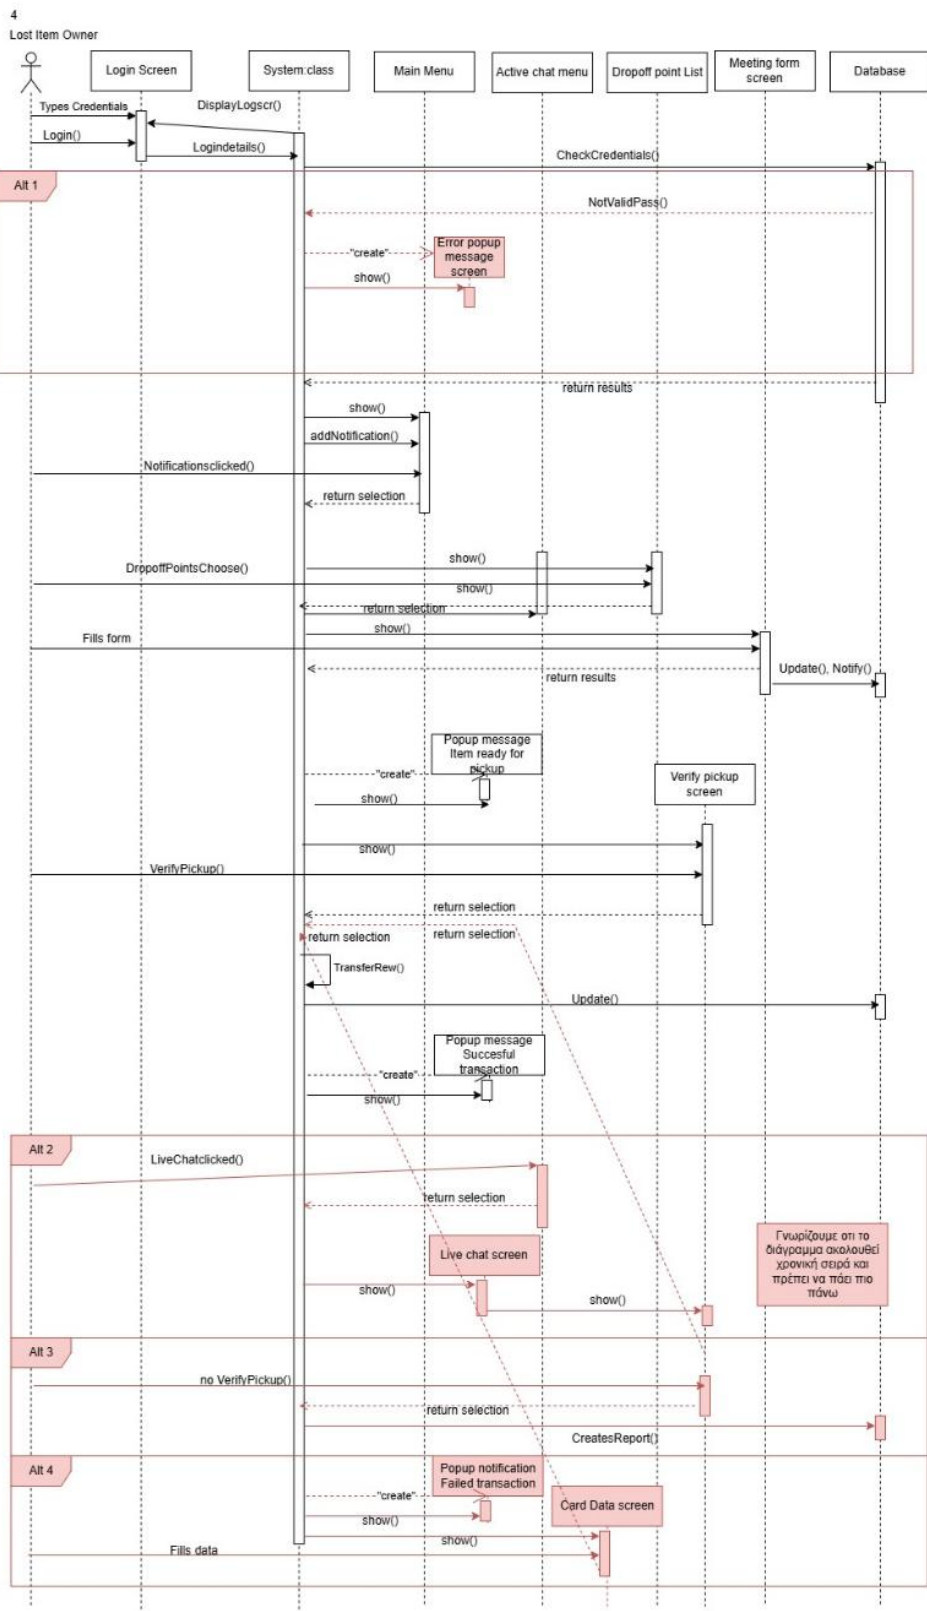 4
Lost Item Owner
Login Screen
System:class
Main Menu
Active chat menu
Dropoff point List
Meeting form
screen
Database
Types Credentials
DisplayLogscr()
Login()
Logindetails()
CheckCredentials()
Alt 1
NotValidPass()
"create"
Error popup
message
screen
show()
return results
show()
addNotification()
Notificationsclicked()
return selection
show()
DropoffPointsChoose()
show()
return selection
show()
Fills form
Update(), Notify()
return results
Popup message
Item ready for
pickup
"create"
show()
Verify pickup
screen
show()
VerifyPickup()
return selection
return selection
return selection
TransferRew()
Update()
Popup message
Succesful
transaction
"create"
show()
Alt 2
LiveChatclicked()
return selection
Live chat screen
show()
show()
Γνωρίζουμε οτι το
διάγραμμα ακολουθεί
χρονική σειρά και
πρέπει να πάει πιο
πάνω
Alt 3
no VerifyPickup()
return selection
CreatesReport()
Alt 4
Popup notification
Failed transaction
"create"
show()
Card Data screen
show()
Fills data